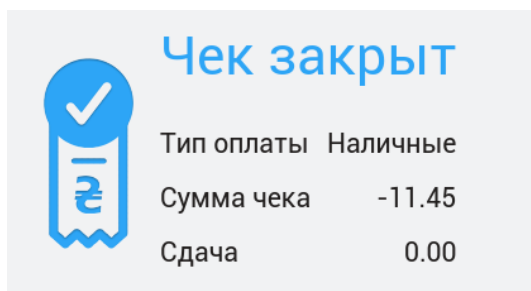 Чек закрыт
Тип оплаты Наличные
Сумма чека -11.45
₴
Сдача 0.00